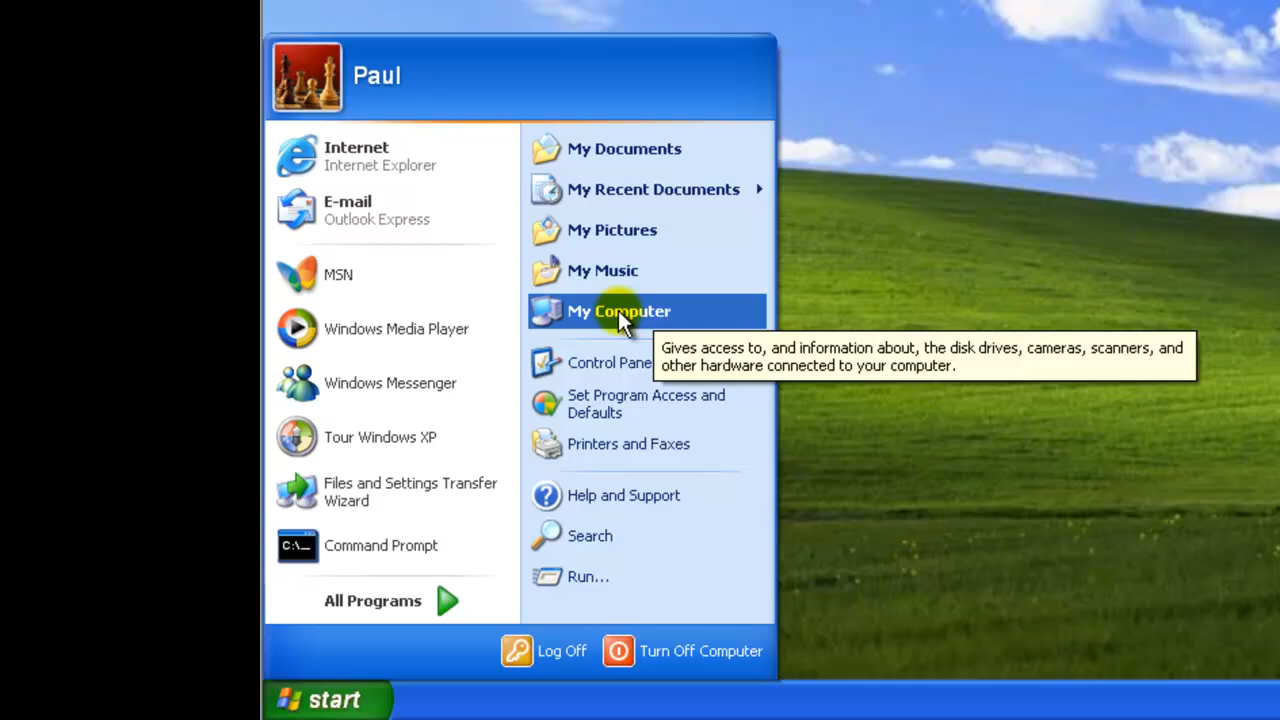 Paul
Internet
Internet Explorer
E-mail
Outlook Express
MSN
Windows Media Player
Windows Messenger
Tour Windows XP
Files and Settings Transfer
Wizard
C:\_
Command Prompt
All Programs
My Documents
My Recent Documents
My Pictures
My Music
My Computer
Gives access to, and information about, the disk drives, cameras, scanners, and
other hardware connected to your computer.
Control Pane
Set Program Access and
Defaults
Printers and Faxes
Help and Support
Search
Run...
Log Off
Turn Off Computer
start